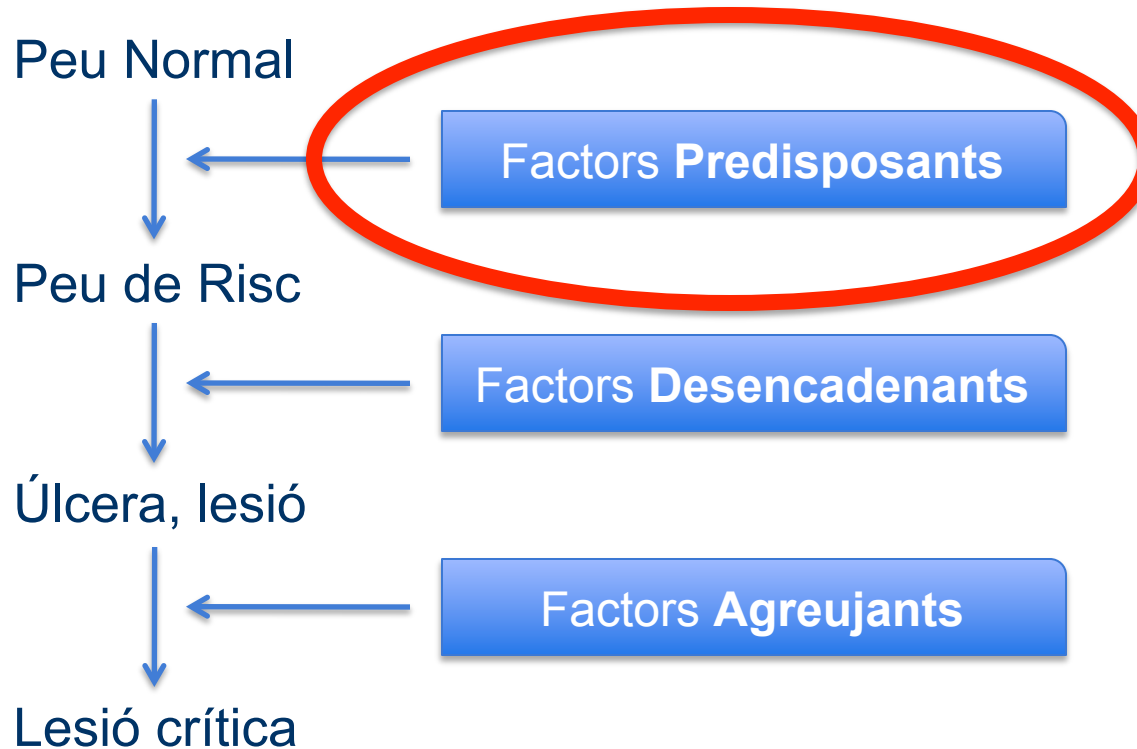 Peu Normal
Factors Predisposants
Peu de Risc
Factors Desencadenants
Úlcera, lesió
Factors Agreujants
Lesió crítica